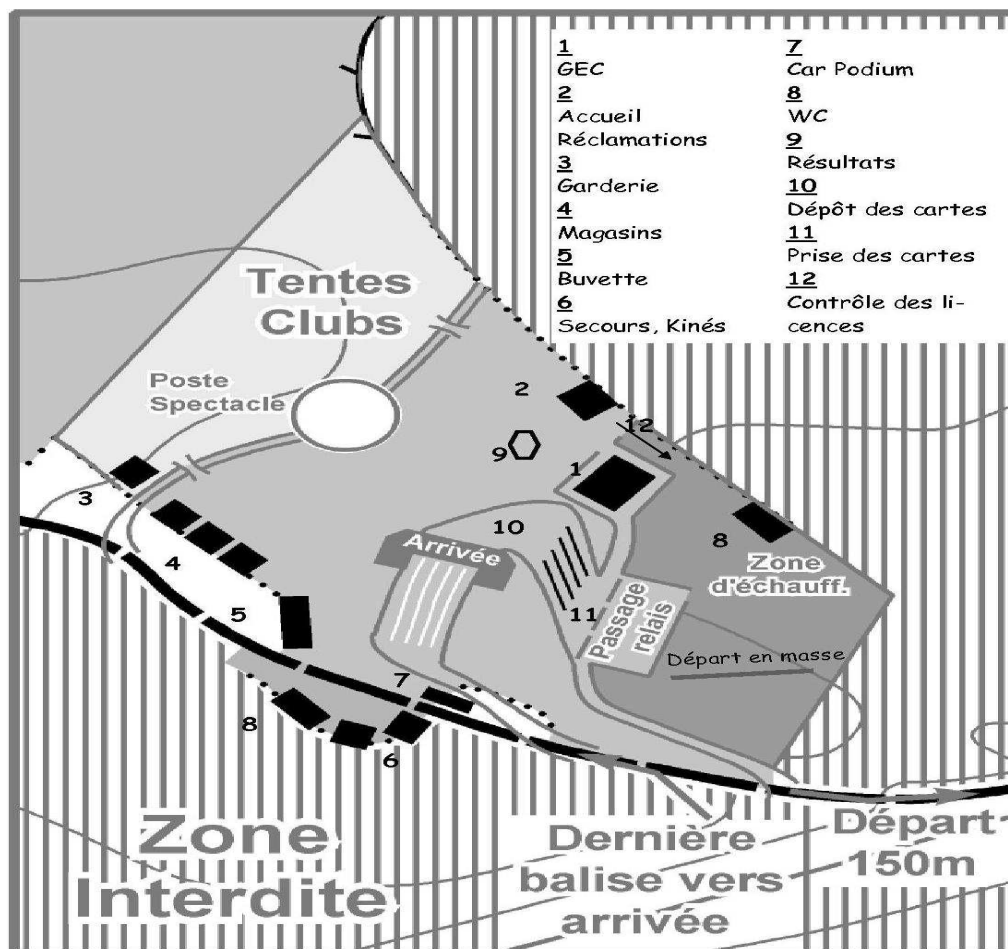 1
GEC
2
Accueil
Réclamations
3
Garderie
4
Magasins
5
Buvette
6
Secours, Kinés
7
Car Podium
8
WC
9
Résultats
10
Dépôt des cartes
11
Prise des cartes
12
Contrôle des li-
cences
Tentes
Clubs
Poste
Spectacle
2
12
9
1
3
10
8
Arrivée
Zone
d'échauff.
4
5
11
Passage
relais
Départ en masse
7
8
6
Zone
Interdite
Dernière
balise vers
arrivée
Départ
150m